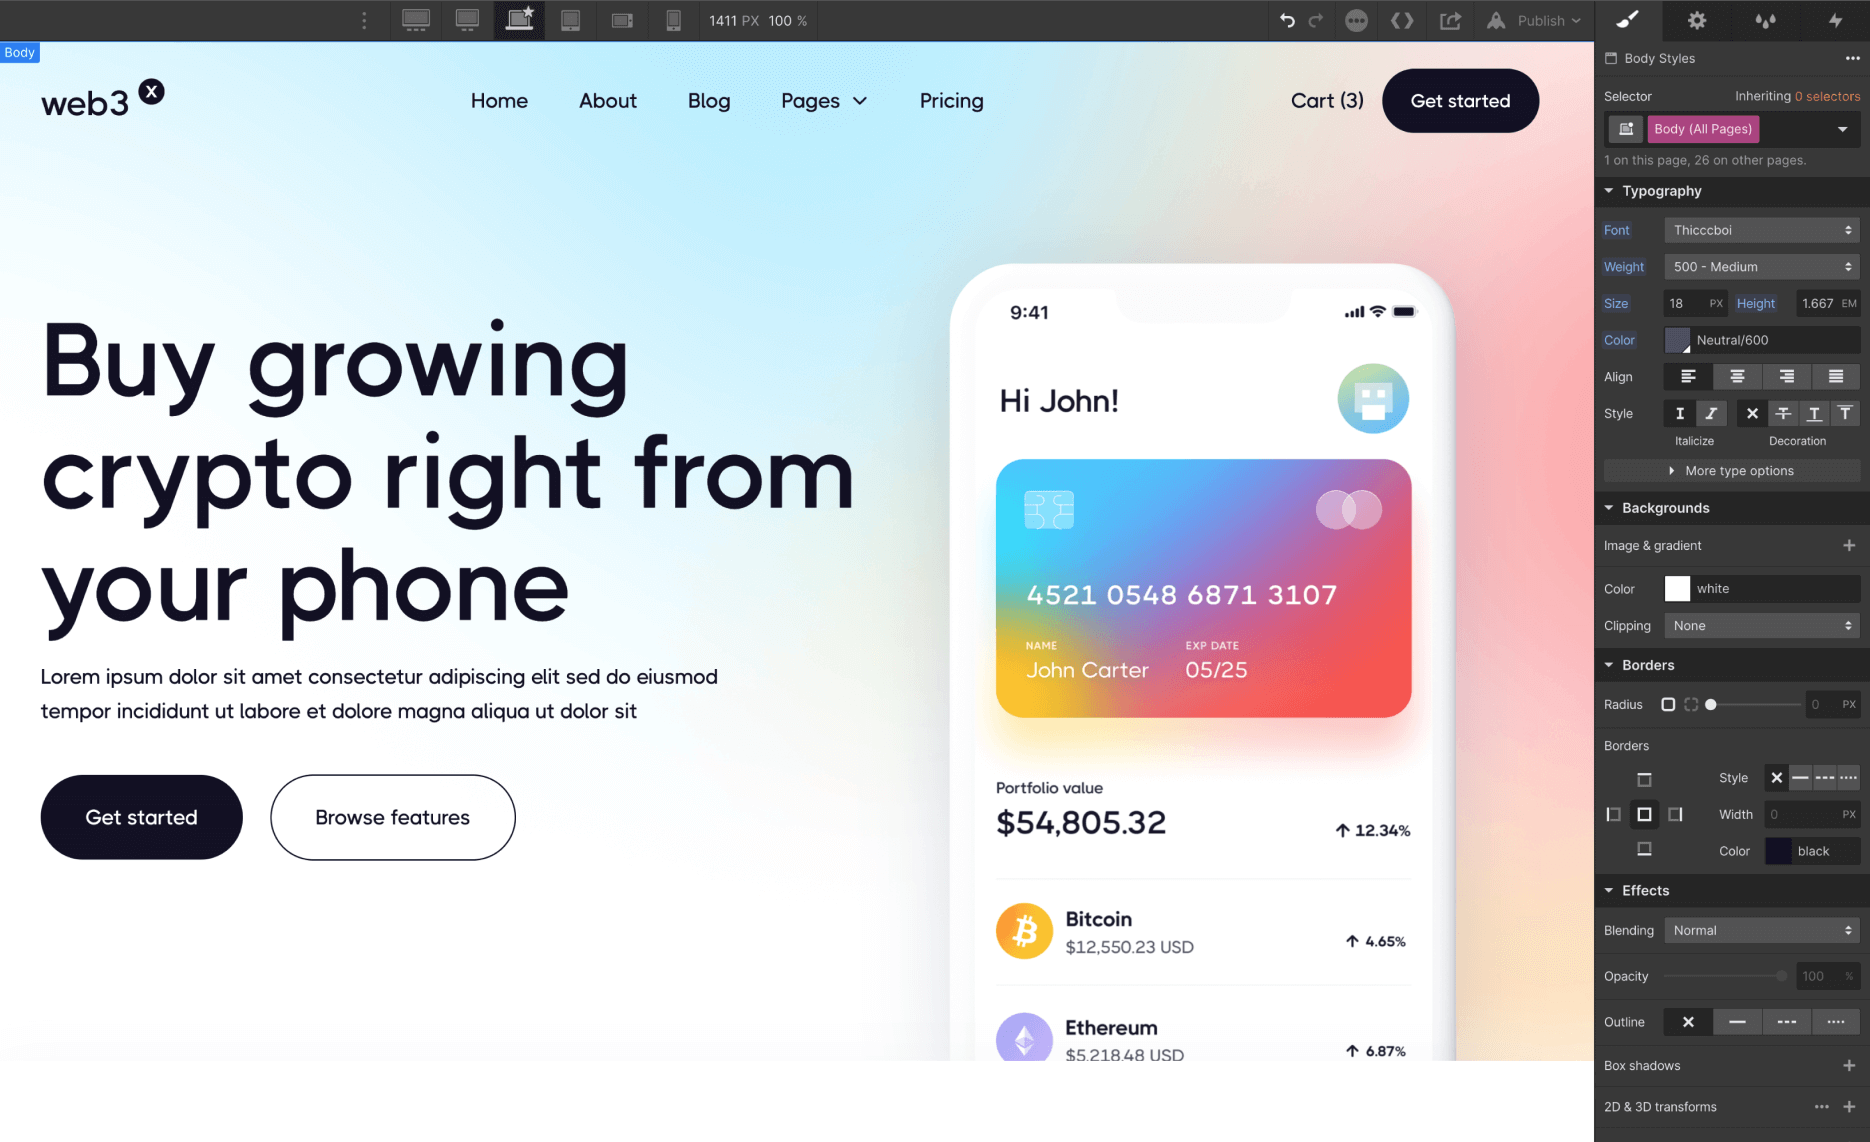 1411 PX 100 %
Publish
Body
web3 X
Home
About
Blog
Pages
Pricing
Cart (3)
Get started
Buy growing
crypto right from
your phone
Lorem ipsum dolor sit amet consectetur adipiscing elit sed do eiusmod
tempor incididunt ut labore et dolore magna aliqua ut dolor sit
Get started
Browse features
9:41
Hi John!
4521 0548 6871 3107
NAME
EXP DATE
John Carter
05/25
Portfolio value
$54,805.32
12.34%
Bitcoin
$12,550.23 USD
4.65%
Ethereum
$5,218.48 USD
6.87%
Body Styles
Selector
Inheriting 0 selectors
Body (All Pages)
1 on this page, 26 on other pages.
Typography
Font
Thicccboi
Weight
500 - Medium
Size
18 PX
Height
1.667 EM
Color
Neutral/600
Align
Style
Italicize
Decoration
More type options
Backgrounds
Image & gradient
Color
white
Clipping
None
Borders
Radius
0 PX
Borders
Style
Width
0 PX
Color
black
Effects
Blending
Normal
Opacity
100 %
Outline
Box shadows
2D & 3D transforms